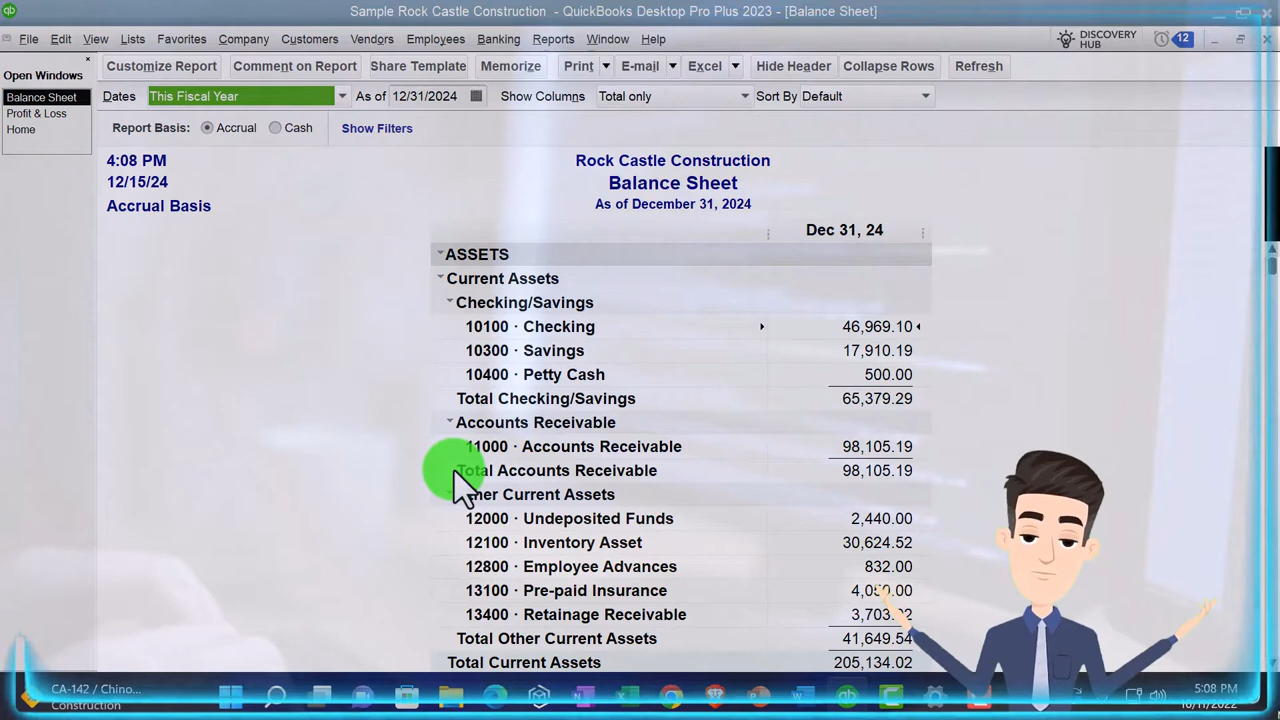 Sample Rock Castle Construction - QuickBooks Desktop Pro Plus 2023 - [Balance Sheet]
File Edit View Lists Favorites Company Customers Vendors Employees Banking Reports Window Help
DISCOVERY HUB 12
Open Windows
Balance Sheet
Profit & Loss
Home
Customize Report Comment on Report Share Template Memorize Print E-mail Excel Hide Header Collapse Rows Refresh
Dates This Fiscal Year As of 12/31/2024 Show Columns Total only Sort By Default
Report Basis: Accrual Cash Show Filters
4:08 PM
12/15/24
Accrual Basis
Rock Castle Construction
Balance Sheet
As of December 31, 2024
Dec 31, 24
ASSETS
Current Assets
Checking/Savings
10100 · Checking 46,969.10
10300 · Savings 17,910.19
10400 · Petty Cash 500.00
Total Checking/Savings 65,379.29
Accounts Receivable
11000 · Accounts Receivable 98,105.19
Total Accounts Receivable 98,105.19
Current Assets
12000 · Undeposited Funds 2,440.00
12100 · Inventory Asset 30,624.52
12800 · Employee Advances 832.00
13100 · Pre-paid Insurance
13400 · Retainage Receivable
Total Other Current Assets 41,649.54
Total Current Assets 205,134.02
CA-142 / Chino...
Construction
5:08 PM
10/11/2022